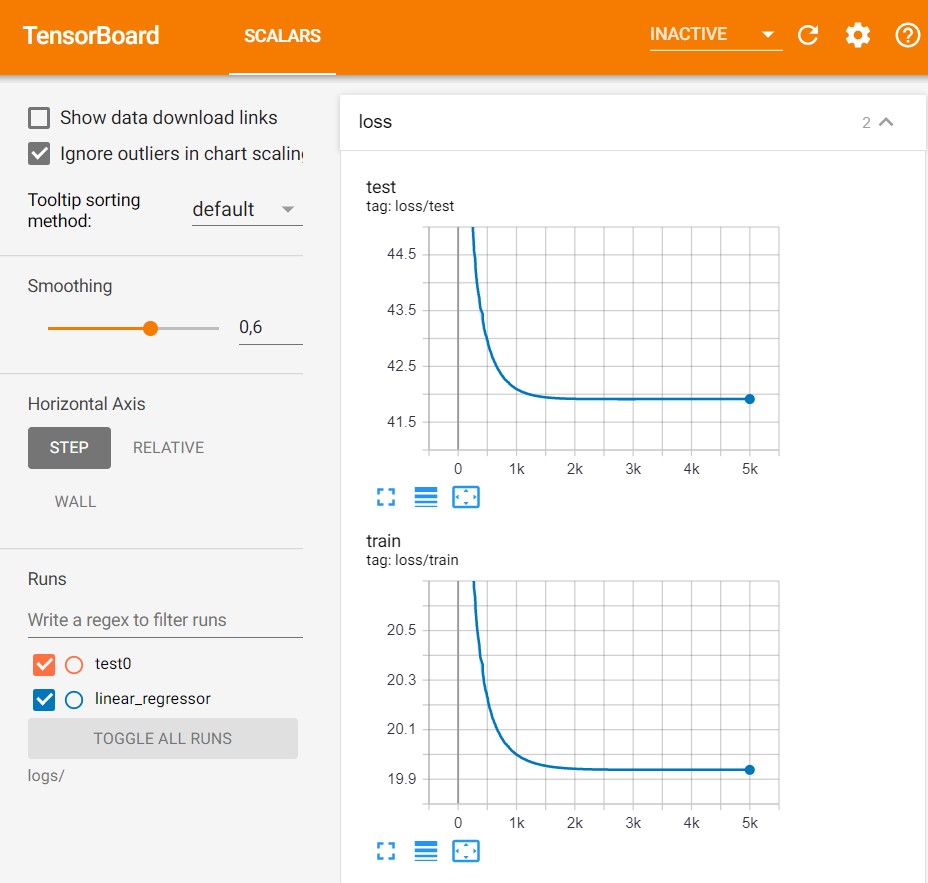 TensorBoard
SCALARS
INACTIVE
Show data download links
Ignore outliers in chart scaling
Tooltip sorting
method:
default
Smoothing
0,6
Horizontal Axis
STEP
RELATIVE
WALL
Runs
Write a regex to filter runs
test0
linear_regressor
TOGGLE ALL RUNS
logs/
loss
2
test
tag: loss/test
44.5
43.5
42.5
41.5
0 1k 2k 3k 4k 5k
train
tag: loss/train
20.5
20.3
20.1
19.9
0 1k 2k 3k 4k 5k